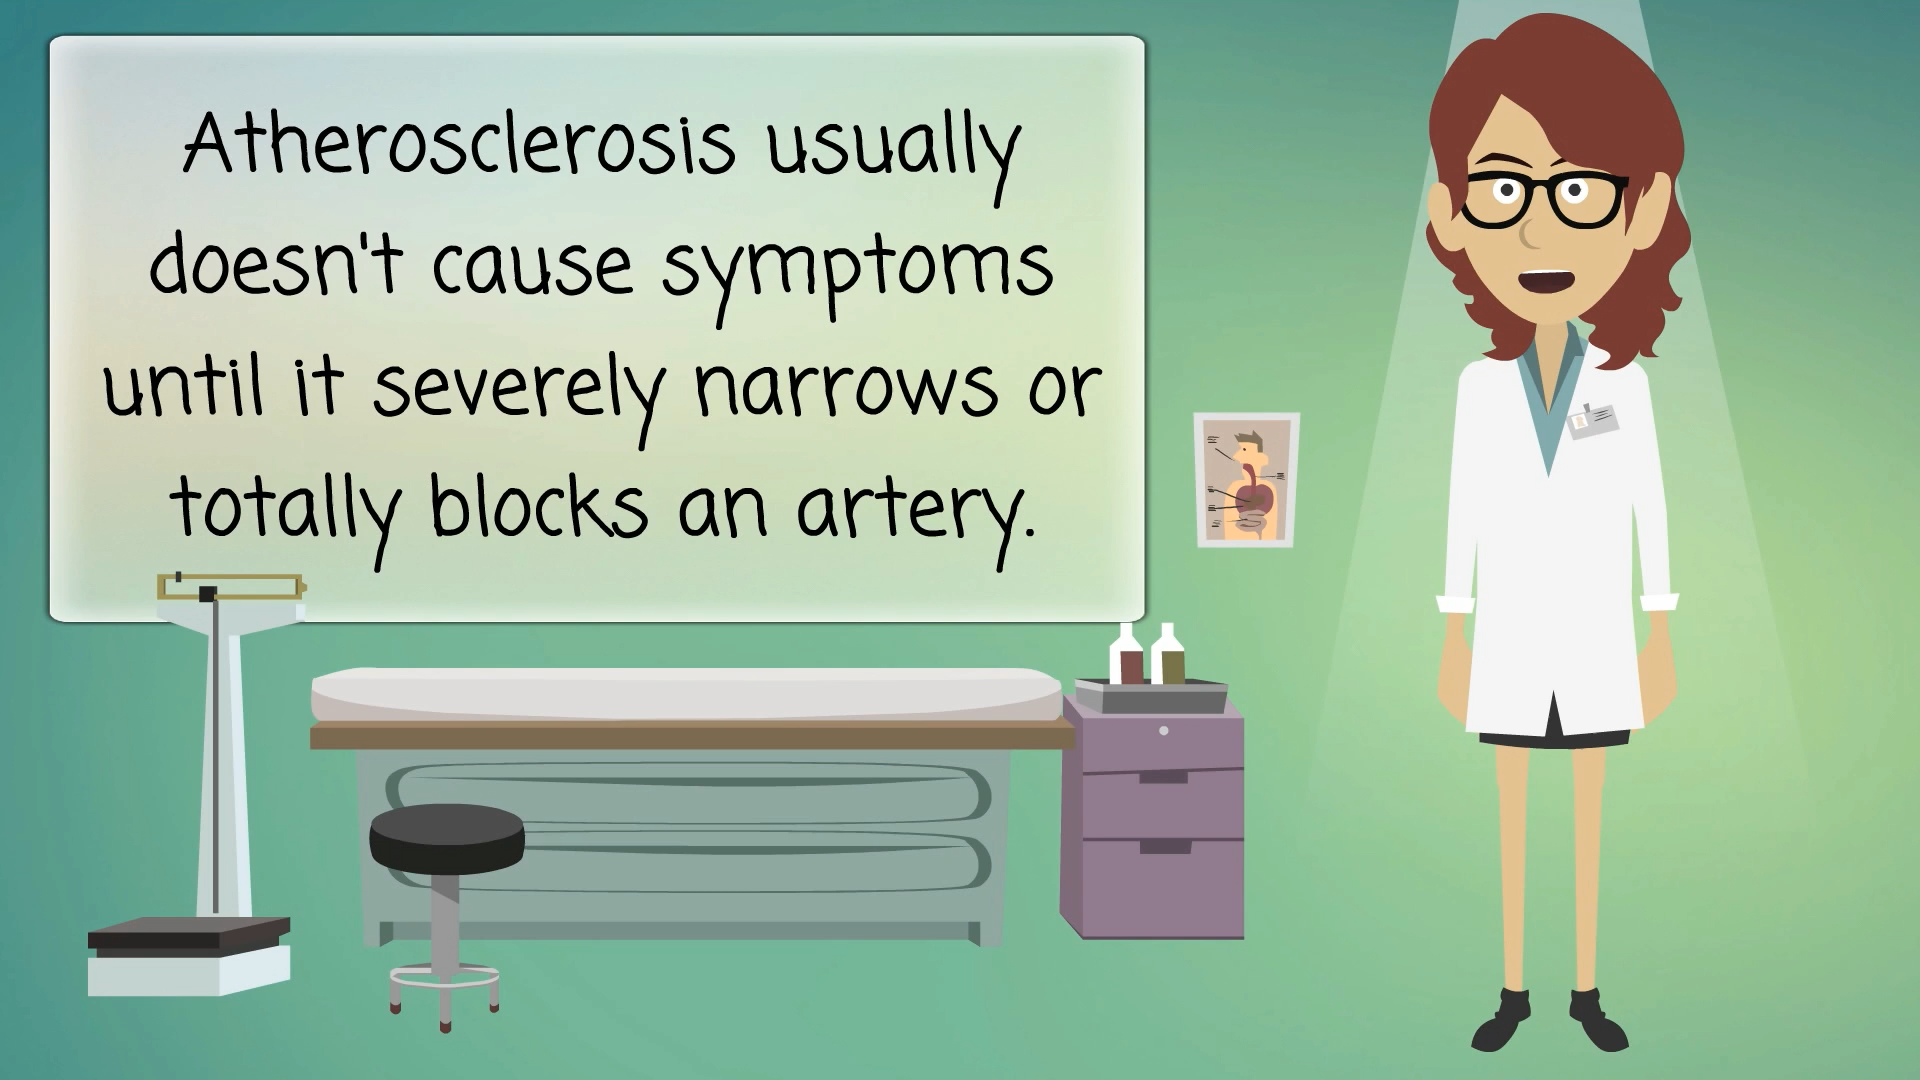 Atherosclerosis usually
doesn't cause symptoms
until it severely narrows or
totally blocks an artery.